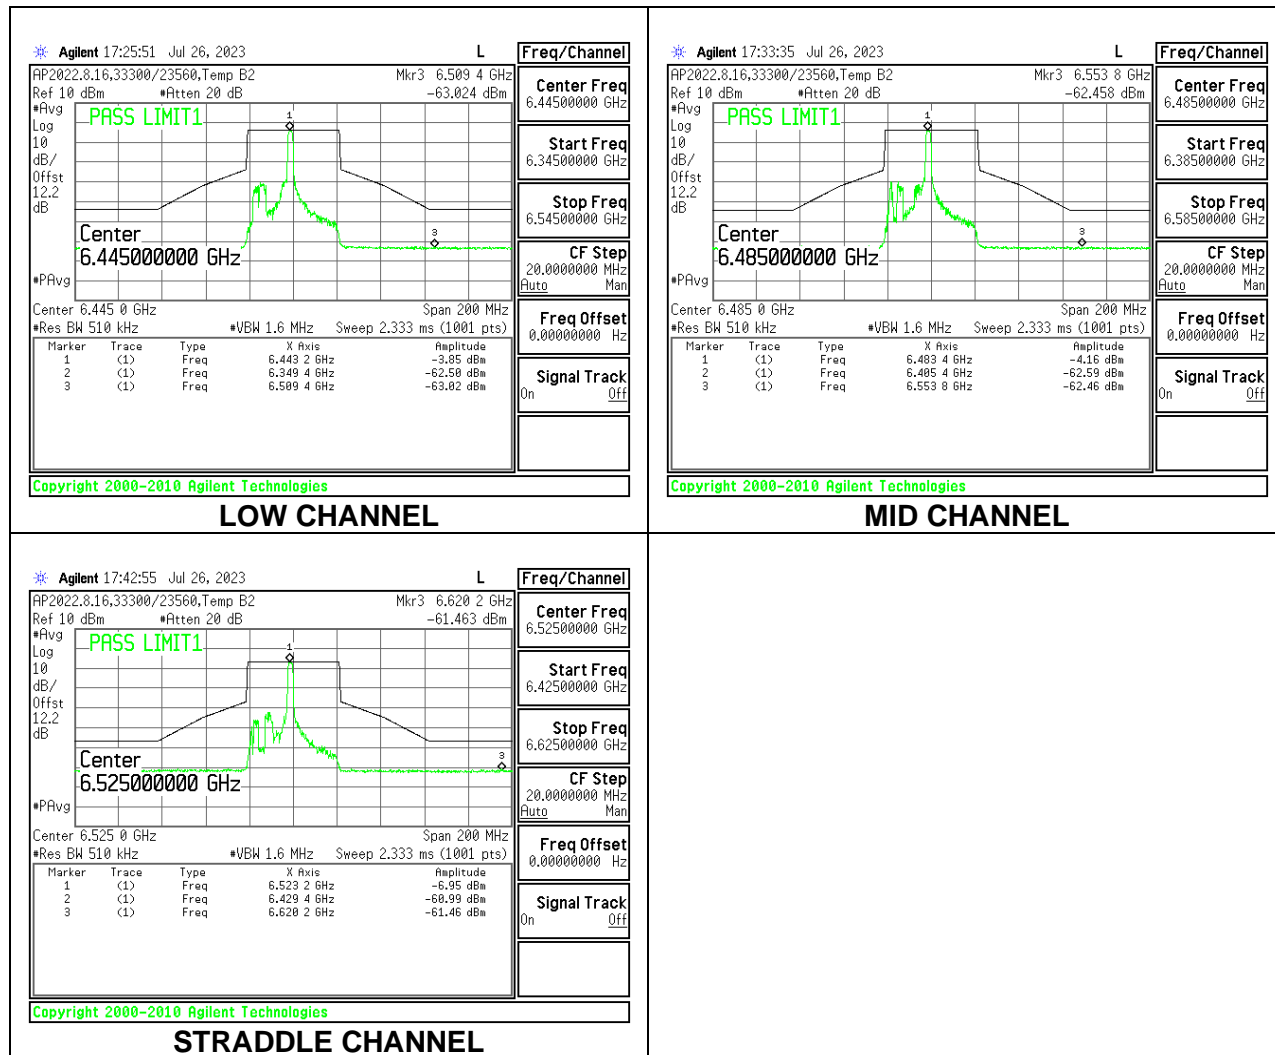 Agilent 17:25:51 Jul 26, 2023 L Freq/Channel
AP2022.8.16,33300/23560,Temp B2 Mkr3 6.509 4 GHz
Ref 10 dBm #Atten 20 dB -63.024 dBm
#Avg
Log
10
dB/
Offst
12.2
dB
#PAvg
PASS LIMIT1
1
3
Center
6.445000000 GHz
Center 6.445 0 GHz Span 200 MHz
#Res BW 510 kHz #VBW 1.6 MHz Sweep 2.333 ms (1001 pts)
Marker Trace Type X Axis Amplitude
1 (1) Freq 6.443 2 GHz -3.85 dBm
2 (1) Freq 6.349 4 GHz -62.50 dBm
3 (1) Freq 6.509 4 GHz -63.02 dBm
Center Freq
6.44500000 GHz
Start Freq
6.34500000 GHz
Stop Freq
6.54500000 GHz
CF Step
20.0000000 MHz
Auto Man
Freq Offset
0.00000000 Hz
Signal Track
On Off
Copyright 2000-2010 Agilent Technologies
LOW CHANNEL
Agilent 17:33:35 Jul 26, 2023 L Freq/Channel
AP2022.8.16,33300/23560,Temp B2 Mkr3 6.553 8 GHz
Ref 10 dBm #Atten 20 dB -62.458 dBm
#Avg
Log
10
dB/
Offst
12.2
dB
#PAvg
PASS LIMIT1
1
3
Center
6.485000000 GHz
Center 6.485 0 GHz Span 200 MHz
#Res BW 510 kHz #VBW 1.6 MHz Sweep 2.333 ms (1001 pts)
Marker Trace Type X Axis Amplitude
1 (1) Freq 6.483 4 GHz -4.16 dBm
2 (1) Freq 6.405 4 GHz -62.59 dBm
3 (1) Freq 6.553 8 GHz -62.46 dBm
Center Freq
6.48500000 GHz
Start Freq
6.38500000 GHz
Stop Freq
6.58500000 GHz
CF Step
20.0000000 MHz
Auto Man
Freq Offset
0.00000000 Hz
Signal Track
On Off
Copyright 2000-2010 Agilent Technologies
MID CHANNEL
Agilent 17:42:55 Jul 26, 2023 L Freq/Channel
AP2022.8.16,33300/23560,Temp B2 Mkr3 6.620 2 GHz
Ref 10 dBm #Atten 20 dB -61.463 dBm
#Avg
Log
10
dB/
Offst
12.2
dB
#PAvg
PASS LIMIT1
1
3
Center
6.525000000 GHz
Center 6.525 0 GHz Span 200 MHz
#Res BW 510 kHz #VBW 1.6 MHz Sweep 2.333 ms (1001 pts)
Marker Trace Type X Axis Amplitude
1 (1) Freq 6.523 2 GHz -6.95 dBm
2 (1) Freq 6.429 4 GHz -60.99 dBm
3 (1) Freq 6.620 2 GHz -61.46 dBm
Center Freq
6.52500000 GHz
Start Freq
6.42500000 GHz
Stop Freq
6.62500000 GHz
CF Step
20.0000000 MHz
Auto Man
Freq Offset
0.00000000 Hz
Signal Track
On Off
Copyright 2000-2010 Agilent Technologies
STRADDLE CHANNEL